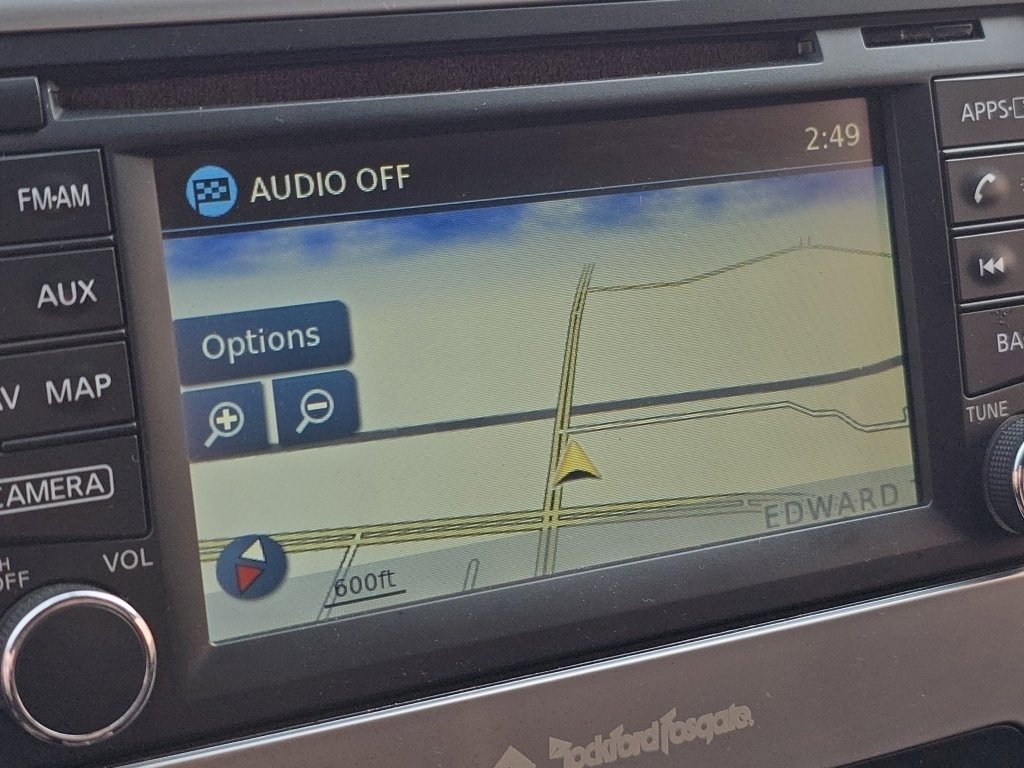 APPS·
2:49
AUDIO OFF
FM·AM
AUX
Options
MAP
CAMERA
TUNE
VOL
EDWARD
600ft
Rockford Fosgate